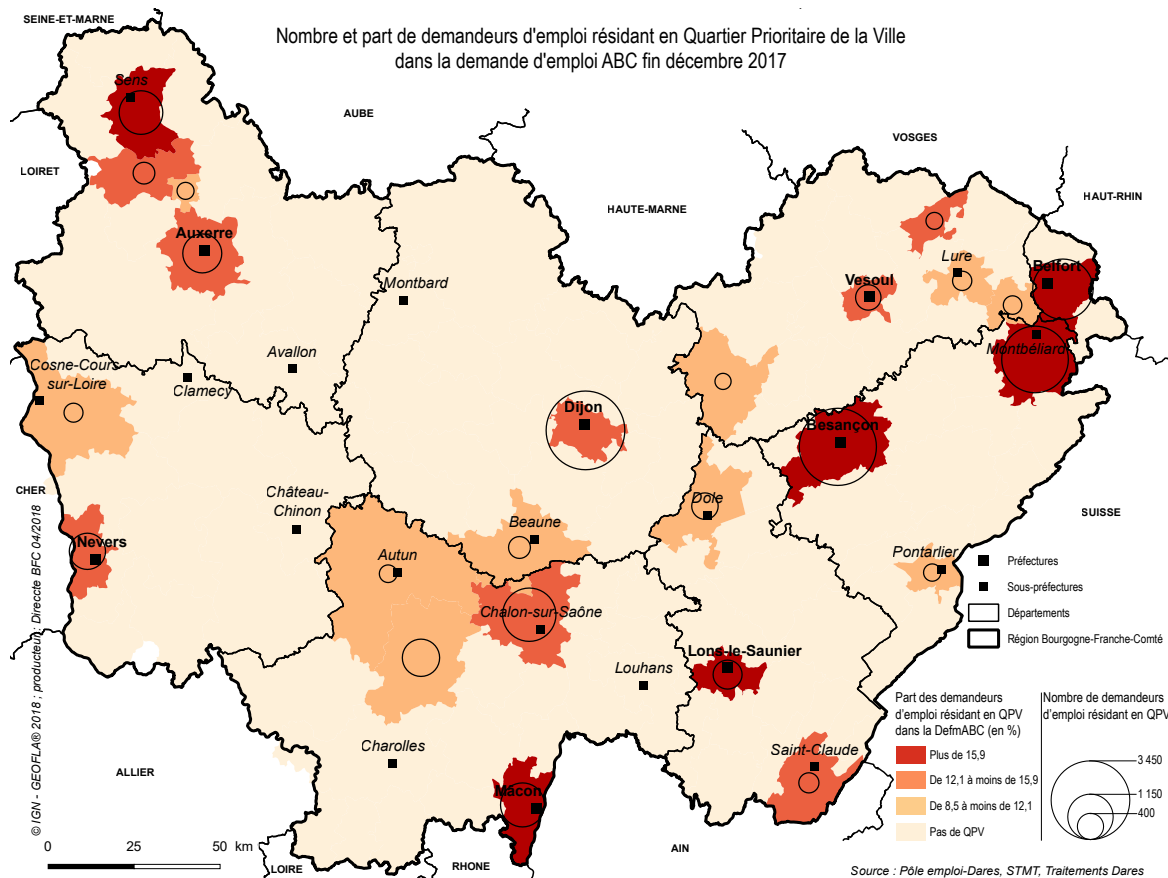 SEINE-ET-MARNE
Nombre et part de demandeurs d'emploi résidant en Quartier Prioritaire de la Ville
dans la demande d'emploi ABC fin décembre 2017
Sens
AUBE
VOSGES
LOIRET
HAUT-RHIN
HAUTE-MARNE
Auxerre
Lure
Belfort
Vesoul
Montbard
Montbéliard
Avallon
Cosne-Cours
sur-Loire
Clamecy
Dijon
Besançon
CHER
Château-
Chinon
Dole
SUISSE
Beaune
Nevers
Autun
Pontarlier
Préfectures
Sous-préfectures
Départements
Région Bourgogne-Franche-Comté
Chalon-sur-Saône
Lons-le-Saunier
Louhans
Charolles
Saint-Claude
ALLIER
Mâcon
AIN
RHONE
LOIRE
Part des demandeurs
d'emploi résidant en QPV
dans la DefmABC (en %)
Plus de 15,9
De 12,1 à moins de 15,9
De 8,5 à moins de 12,1
Pas de QPV
Nombre de demandeurs
d'emploi résidant en QPV
3 450
1 150
400
0 25 50 km
© IGN - GEOFLA® 2018 ; producteur : Direccte BFC 04/2018
Source : Pôle emploi-Dares, STMT, Traitements Dares